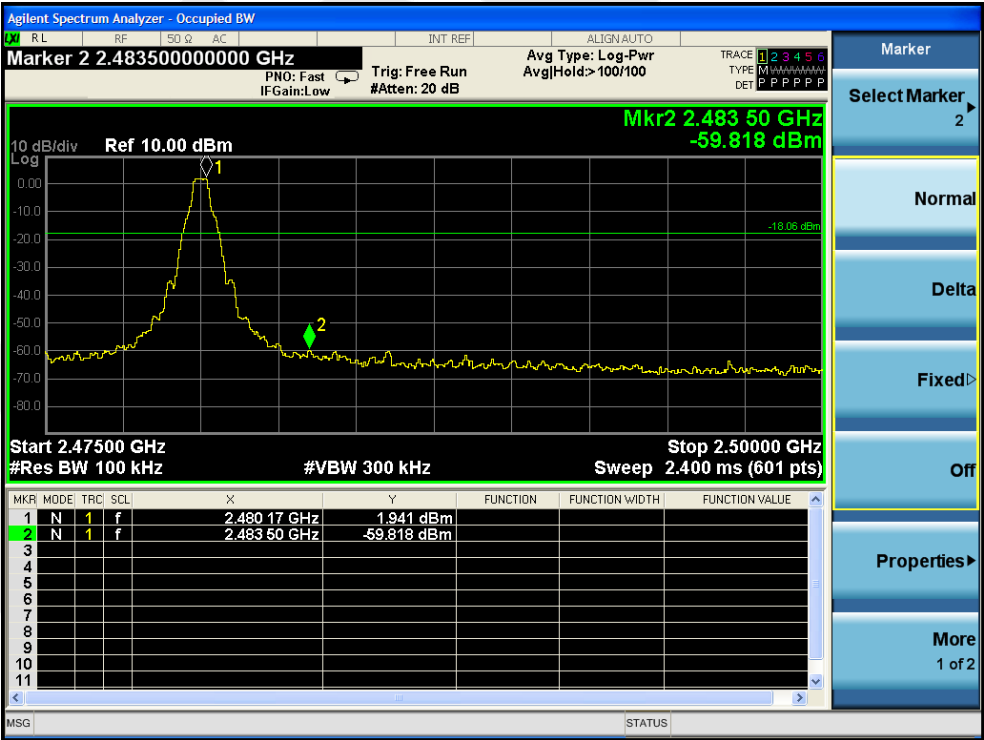 Agilent Spectrum Analyzer - Occupied BW
LXI RL RF 50 Ω AC INT REF ALIGNAUTO
Marker 2 2.483500000000 GHz
PNO: Fast Trig: Free Run Avg Type: Log-Pwr TRACE 1 2 3 4 5 6
IFGain:Low #Atten: 20 dB Avg|Hold:>100/100 TYPE M WWWWW
DET P P P P P P
Mkr2 2.483 50 GHz
-59.818 dBm
10 dB/div Ref 10.00 dBm
Log
1
0.00
-10.0
-18.06 dBm
-20.0
-30.0
-40.0
-50.0
2
-60.0
-70.0
-80.0
Start 2.47500 GHz Stop 2.50000 GHz
#Res BW 100 kHz #VBW 300 kHz Sweep 2.400 ms (601 pts)
MKR MODE TRC SCL X Y FUNCTION FUNCTION WIDTH FUNCTION VALUE
1 N 1 f 2.480 17 GHz 1.941 dBm
2 N 1 f 2.483 50 GHz -59.818 dBm
3
4
5
6
7
8
9
10
11
MSG STATUS
Marker
Select Marker
2
Normal
Delta
Fixed
Off
Properties
More
1 of 2